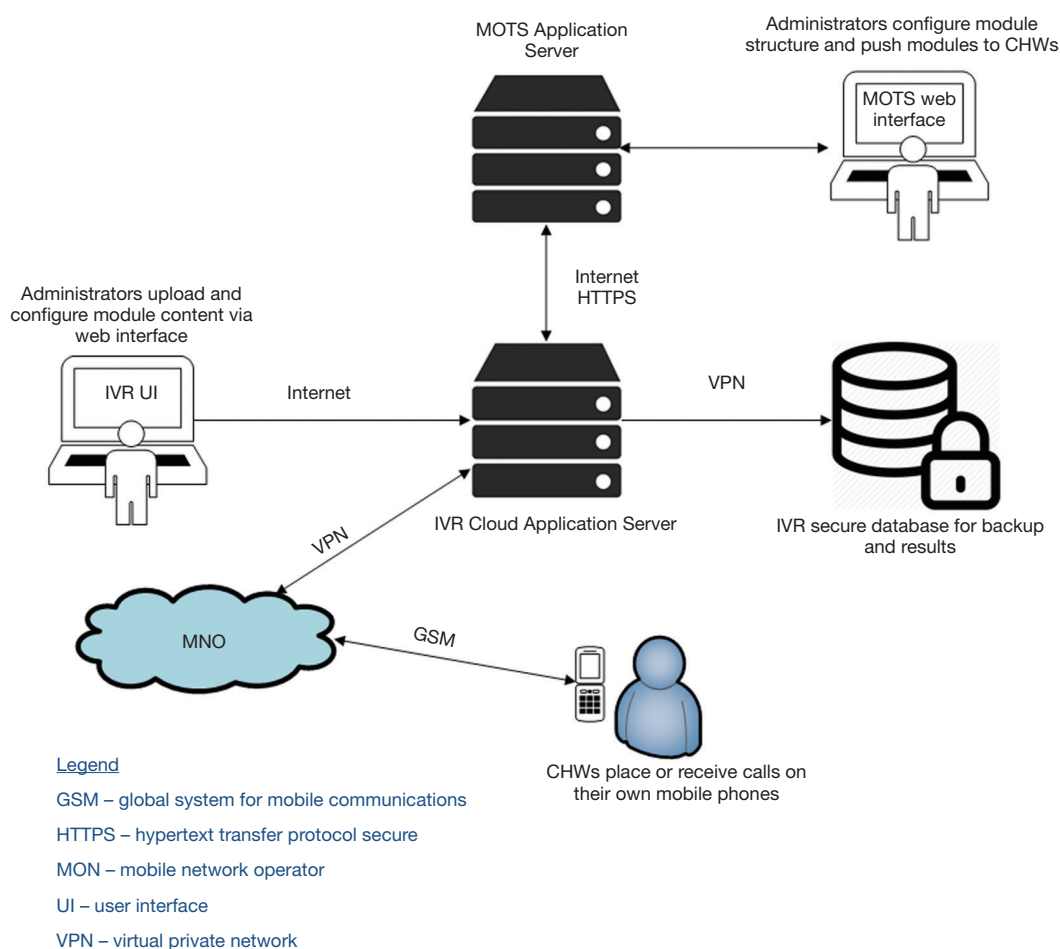 MOTS Application
Server
Administrators configure module
structure and push modules to CHWs
MOTS web
interface
Internet
HTTPS
Administrators upload and
configure module content via
web interface
IVR UI
Internet
VPN
IVR Cloud Application Server
IVR secure database for backup
and results
VPN
MNO
GSM
CHWs place or receive calls on
their own mobile phones
Legend
GSM – global system for mobile communications
HTTPS – hypertext transfer protocol secure
MON – mobile network operator
UI – user interface
VPN – virtual private network